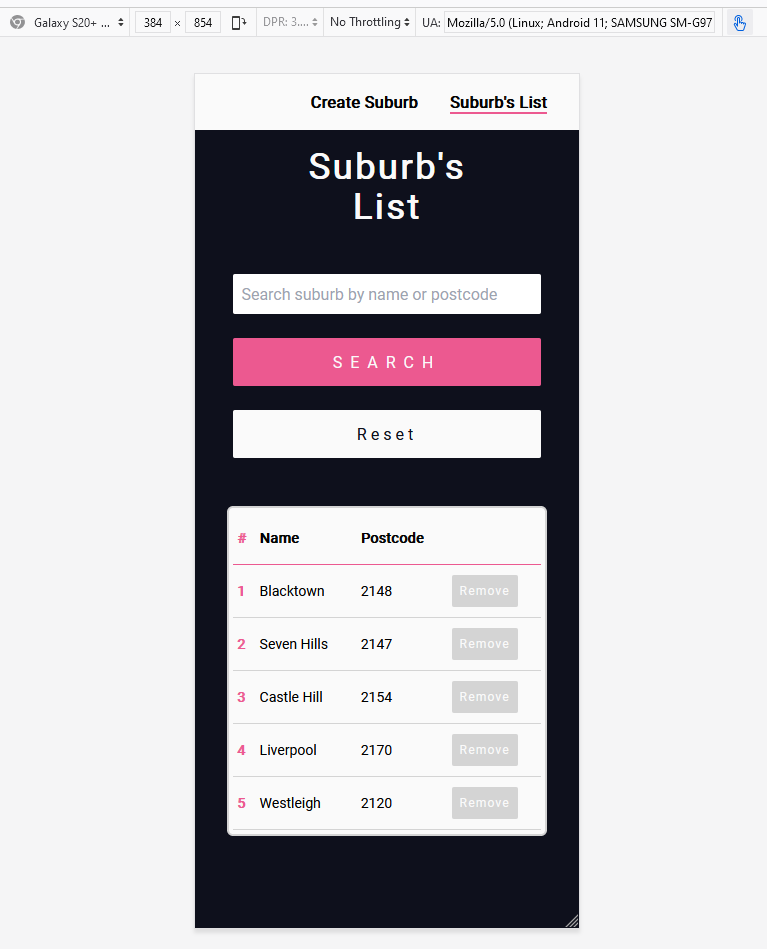 Galaxy S20+ ... 384 × 854 DPR: 3.... No Throttling UA: Mozilla/5.0 (Linux; Android 11; SAMSUNG SM-G97
Create Suburb Suburb's List
Suburb's
List
Search suburb by name or postcode
SEARCH
Reset
# Name Postcode
1 Blacktown 2148 Remove
2 Seven Hills 2147 Remove
3 Castle Hill 2154 Remove
4 Liverpool 2170 Remove
5 Westleigh 2120 Remove